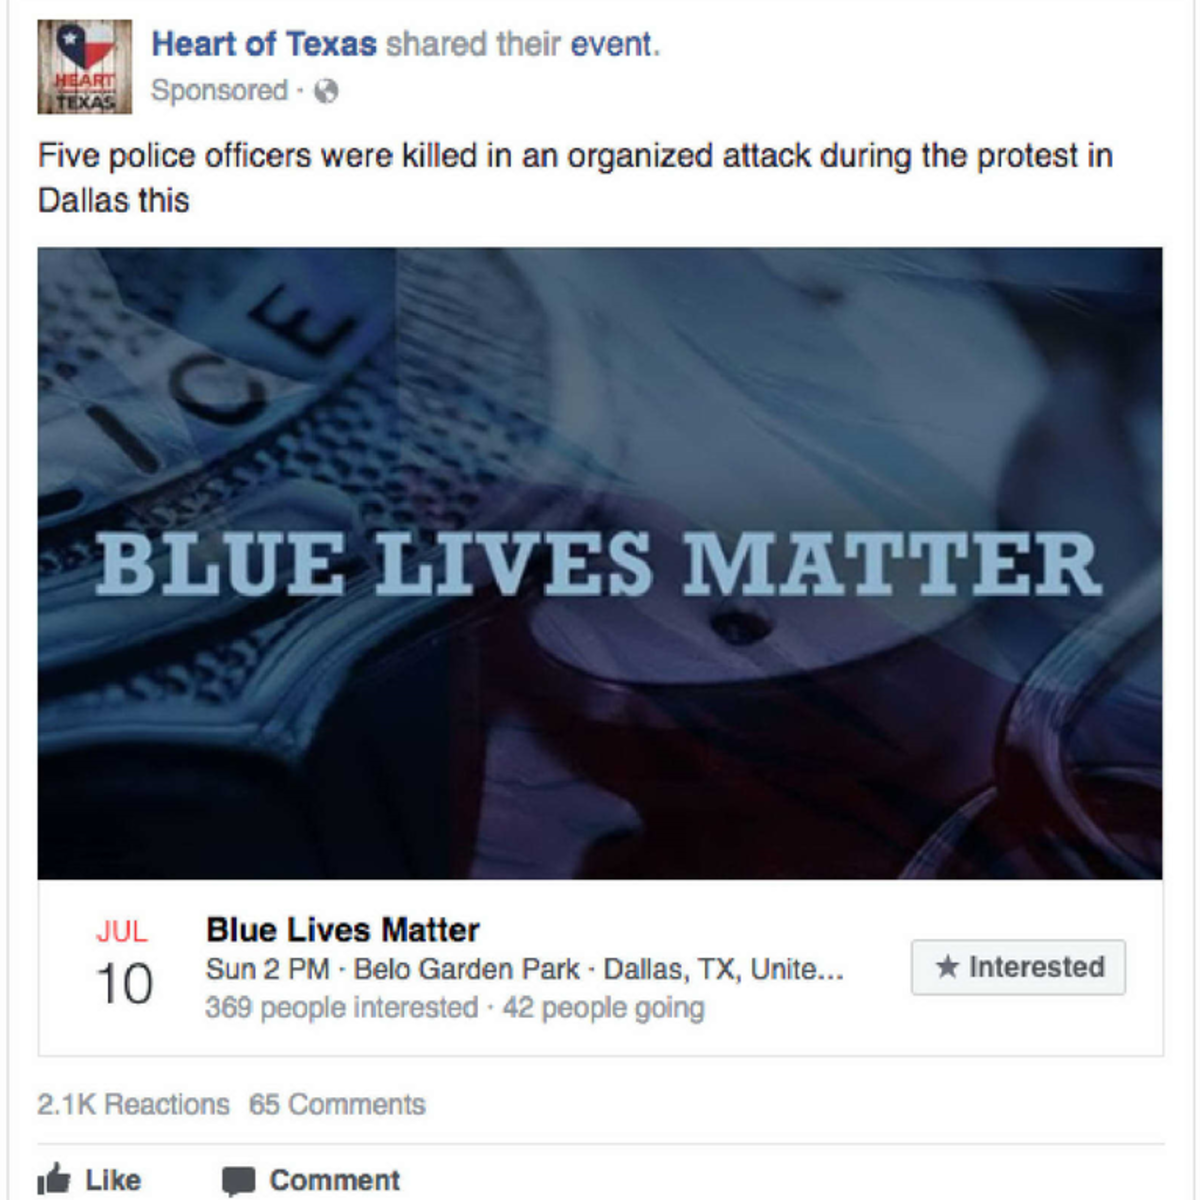 HEART
TEXAS
Heart of Texas shared their event.
Sponsored ·
Five police officers were killed in an organized attack during the protest in
Dallas this
ICE
BLUE LIVES MATTER
JUL
10
Blue Lives Matter
Sun 2 PM · Belo Garden Park · Dallas, TX, Unite...
369 people interested · 42 people going
★ Interested
2.1K Reactions 65 Comments
Like Comment